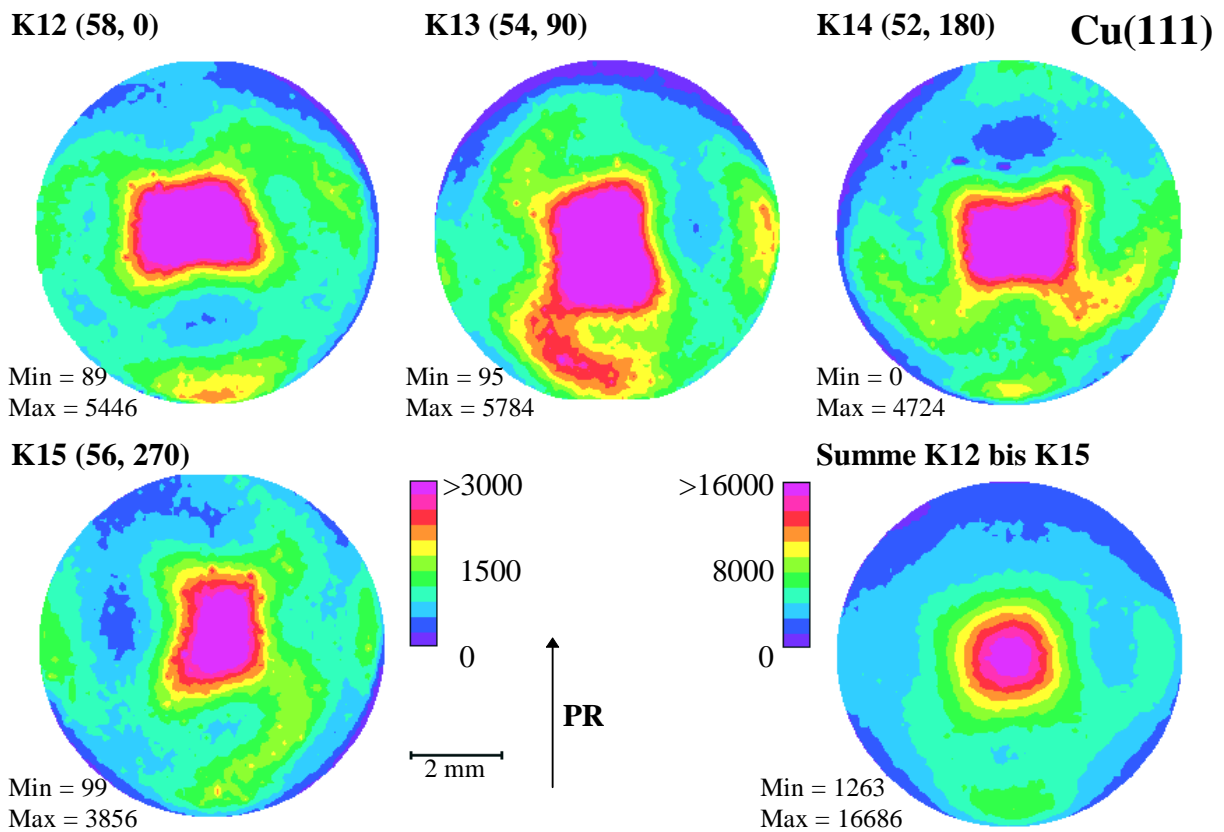 K12 (58, 0)
K13 (54, 90)
K14 (52, 180)
Cu(111)
Min = 89
Max = 5446
Min = 95
Max = 5784
Min = 0
Max = 4724
K15 (56, 270)
Summe K12 bis K15
>3000
1500
0
>16000
8000
0
PR
2 mm
Min = 99
Max = 3856
Min = 1263
Max = 16686